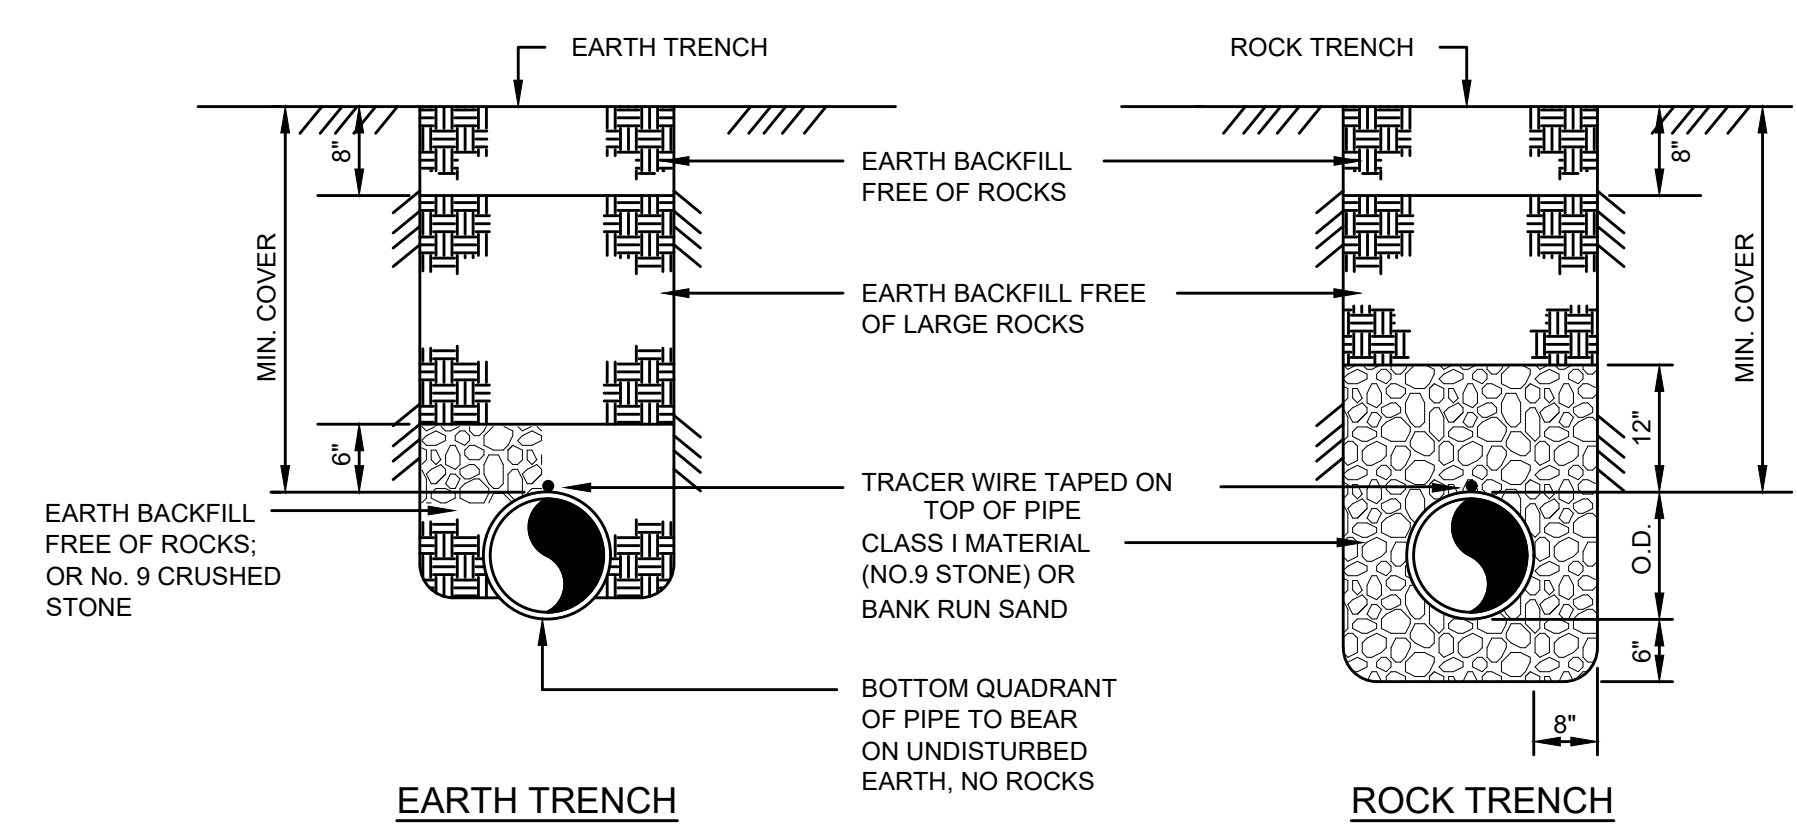 EARTH TRENCH
ROCK TRENCH
8"
8"
EARTH BACKFILL
FREE OF ROCKS
MIN. COVER
MIN. COVER
EARTH BACKFILL FREE
OF LARGE ROCKS
6"
12"
TRACER WIRE TAPED ON
TOP OF PIPE
EARTH BACKFILL
FREE OF ROCKS;
OR No. 9 CRUSHED
STONE
CLASS I MATERIAL
(NO.9 STONE) OR
BANK RUN SAND
O.D.
6"
BOTTOM QUADRANT
OF PIPE TO BEAR
ON UNDISTURBED
EARTH, NO ROCKS
8"
EARTH TRENCH
ROCK TRENCH